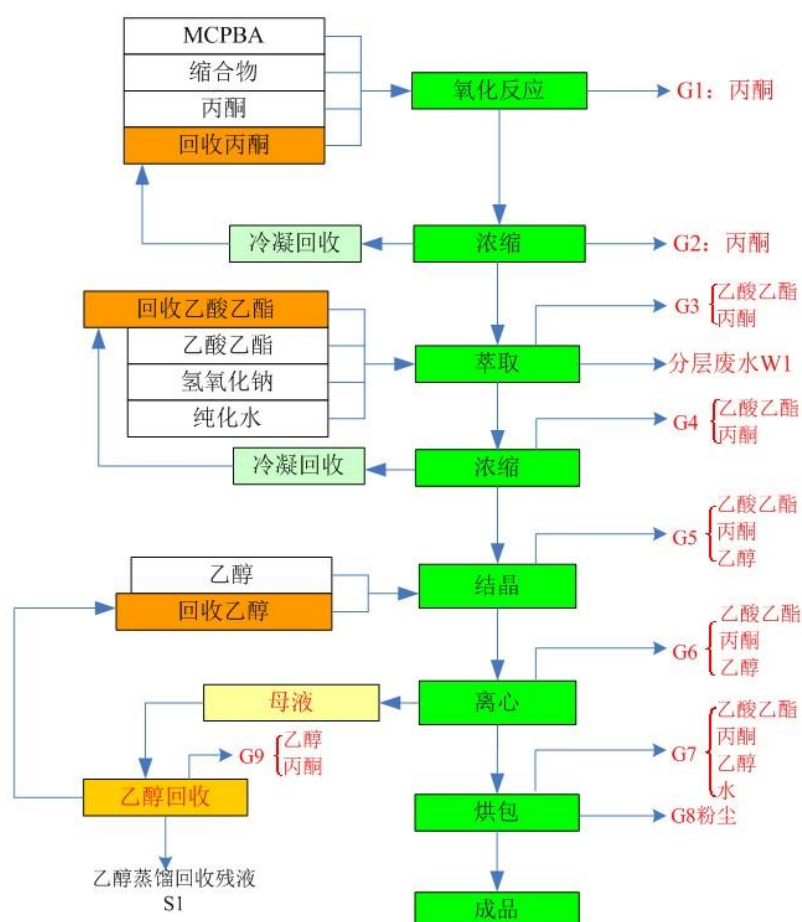 MCPBA
缩合物
丙酮
回收丙酮
氧化反应
G1：丙酮
冷凝回收
浓缩
G2：丙酮
G3
乙酸乙酯
丙酮
回收乙酸乙酯
乙酸乙酯
氢氧化钠
纯化水
萃取
分层废水W1
G4
乙酸乙酯
丙酮
冷凝回收
浓缩
G5
乙酸乙酯
丙酮
乙醇
乙醇
回收乙醇
结晶
G6
乙酸乙酯
丙酮
乙醇
母液
离心
G7
乙酸乙酯
丙酮
乙醇
水
G9
乙醇
丙酮
乙醇回收
烘包
G8粉尘
乙醇蒸馏回收残液
S1
成品